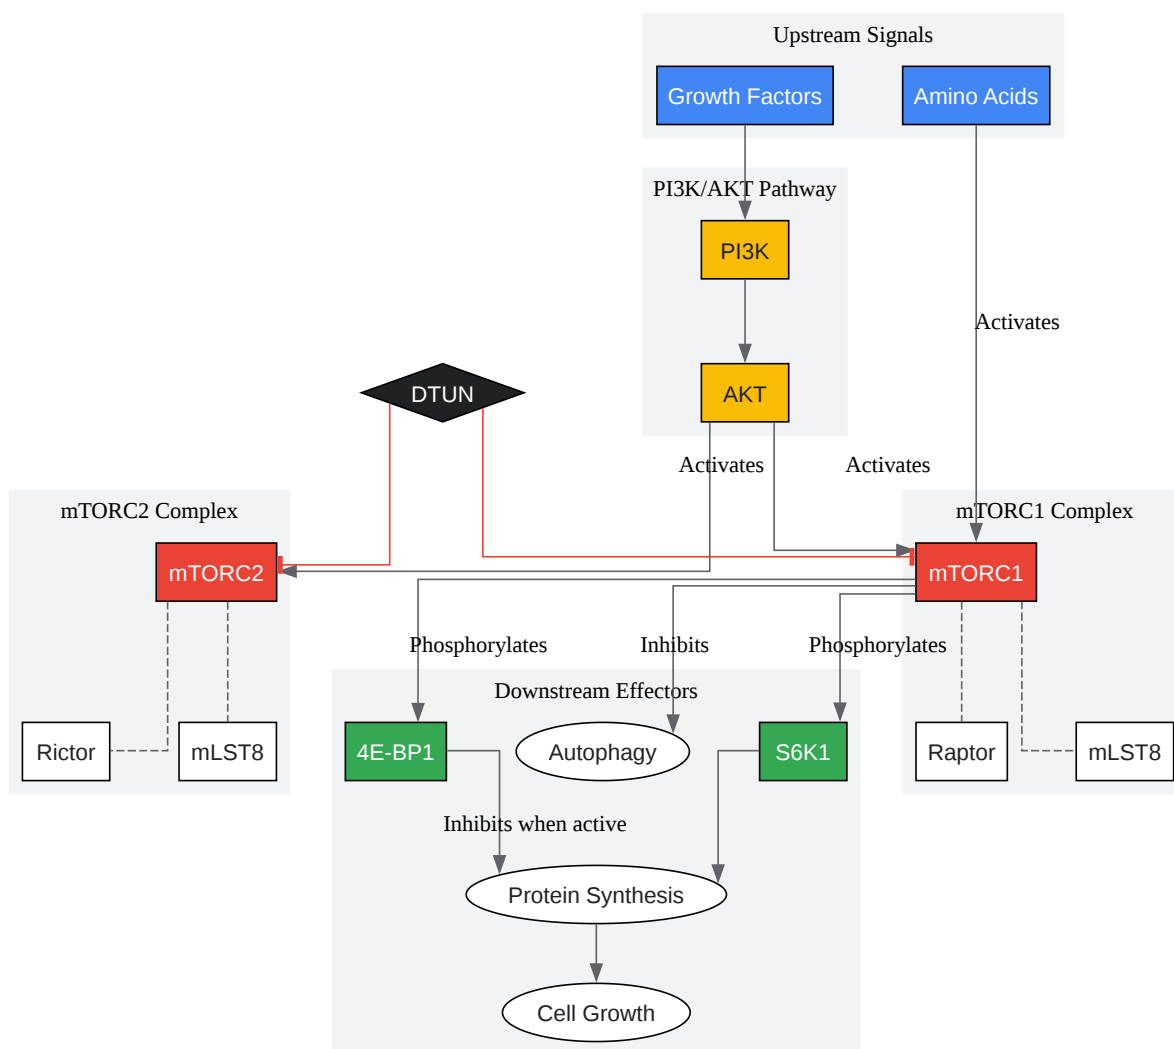 Upstream Signals
Growth Factors
Amino Acids
PI3K/AKT Pathway
PI3K
Activates
DTUN
AKT
Activates
Activates
mTORC2 Complex
mTORC1 Complex
mTORC2
mTORC1
Phosphorylates
Inhibits
Phosphorylates
Downstream Effectors
Rictor
mLST8
4E-BP1
Autophagy
S6K1
Raptor
mLST8
Inhibits when active
Protein Synthesis
Cell Growth